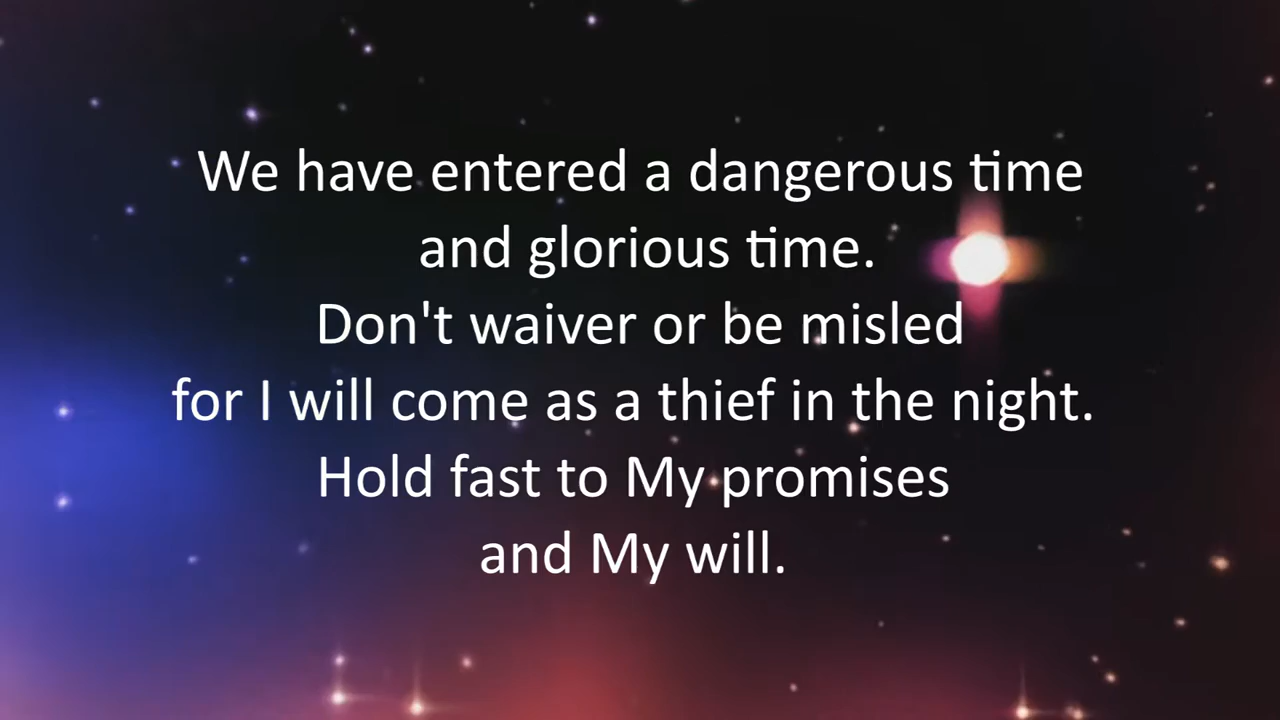 We have entered a dangerous time
and glorious time.
Don't waiver or be misled
for I will come as a thief in the night.
Hold fast to My promises
and My will.